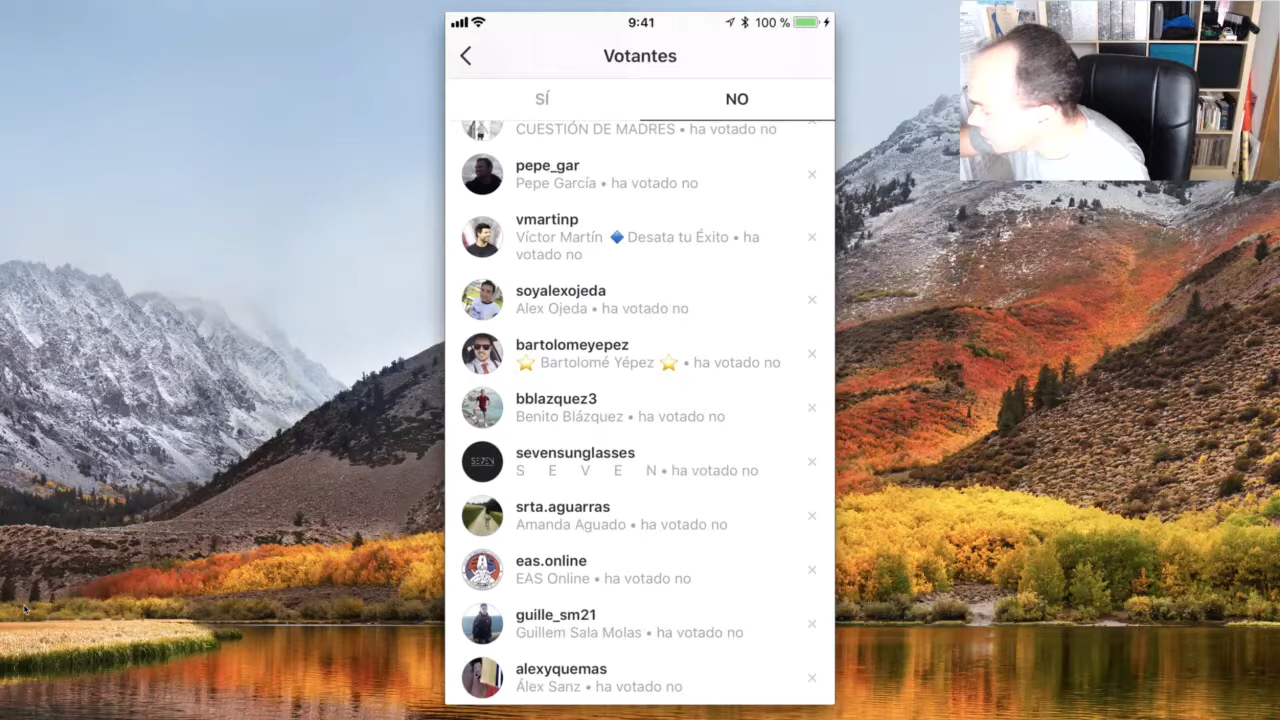 9:41
100 %
Votantes
SÍ
NO
CUESTIÓN DE MADRES • ha votado no
pepe_gar
Pepe García • ha votado no
vmartinp
Víctor Martín 🔷 Desata tu Éxito • ha
votado no
soyalexojeda
Alex Ojeda • ha votado no
bartolomeyepez
⭐ Bartolomé Yépez ⭐ • ha votado no
bblazquez3
Benito Blázquez • ha votado no
SE7EN
sevensunglasses
S E V E N • ha votado no
srta.aguarras
Amanda Aguado • ha votado no
eas.online
EAS Online • ha votado no
guille_sm21
Guillem Sala Molas • ha votado no
alexyquemas
Álex Sanz • ha votado no